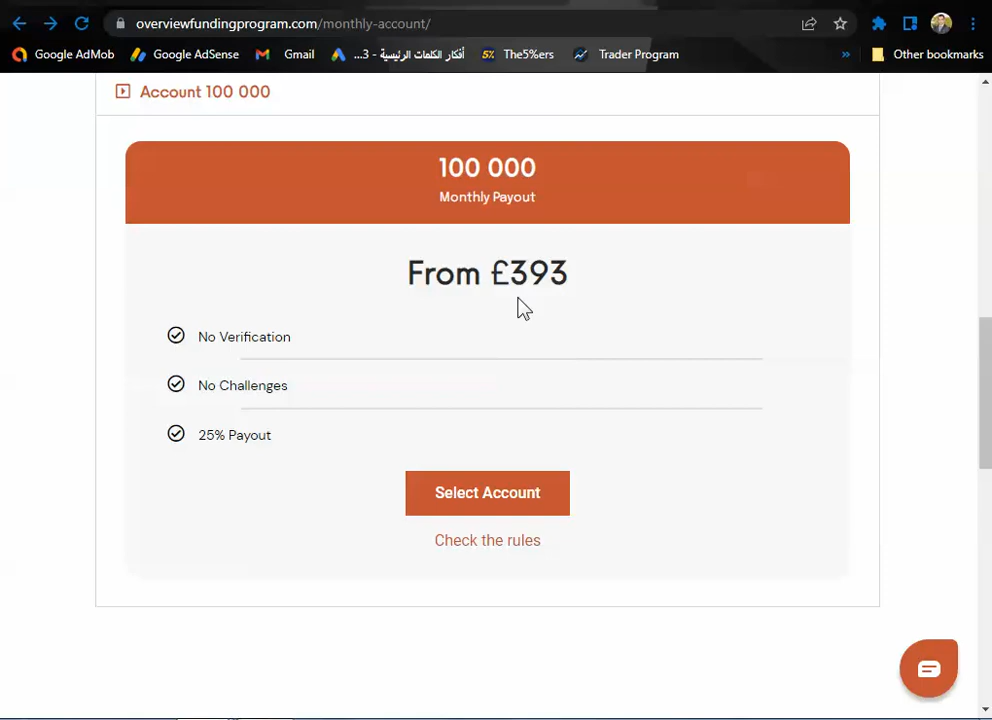 overviewfundingprogram.com/monthly-account/
Google AdMob Google AdSense Gmail أفكار الكلمات الرئيسية - 3... The5%ers Trader Program » Other bookmarks
Account 100 000
100 000
Monthly Payout
From £393
No Verification
No Challenges
25% Payout
Select Account
Check the rules